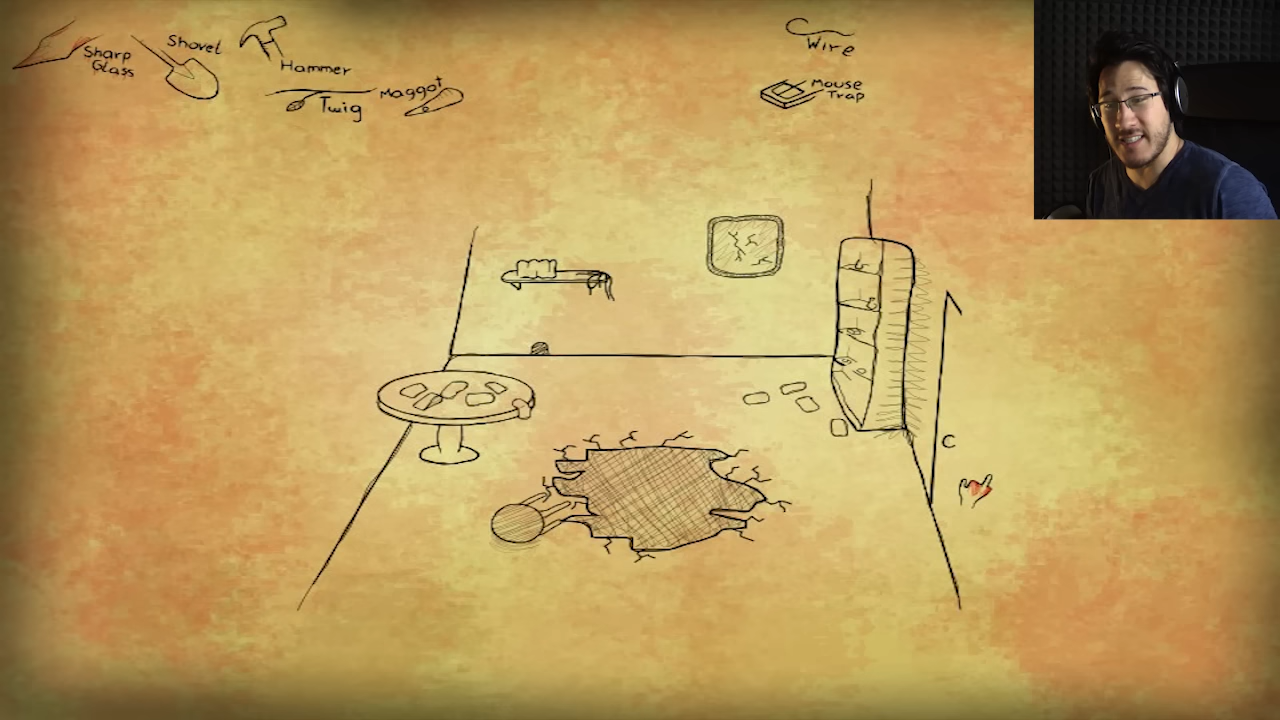 Sharp
Glass
Shovel
Hammer
Twig
Maggot
Wire
Mouse
Trap
C